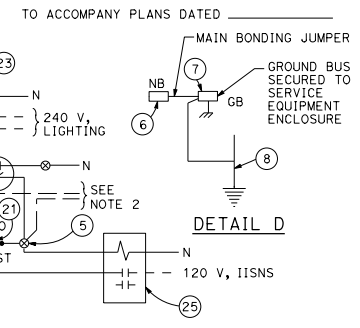 TO ACCOMPANY PLANS DATED
MAIN BONDING JUMPER
23
7
GROUND BUS
SECURED TO
SERVICE
EQUIPMENT
ENCLOSURE
NB
GB
N
6
240 V,
LIGHTING
8
N
SEE
NOTE 2
21
5
DETAIL D
ST
N
120 V, IISNS
25